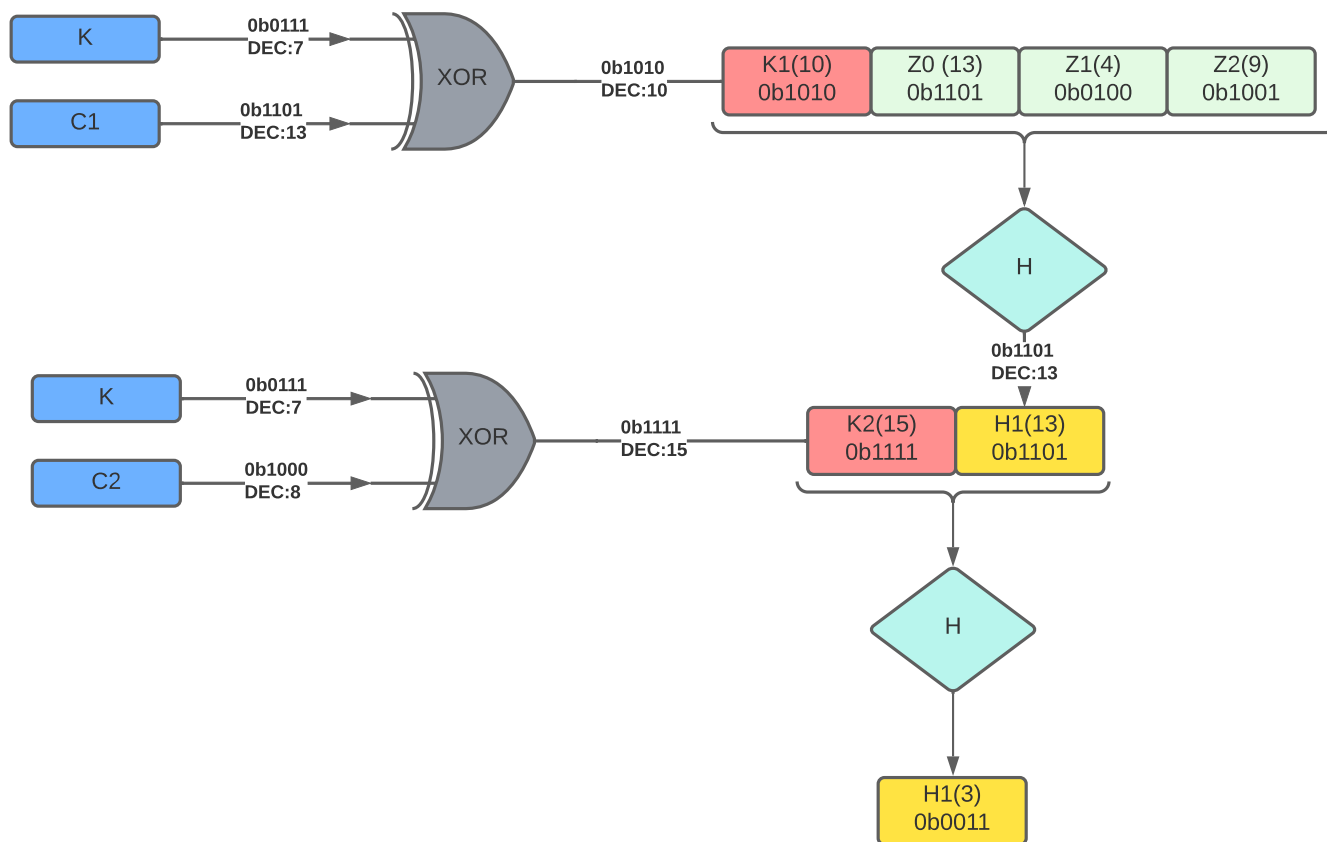 K
0b0111
DEC:7
C1
0b1101
DEC:13
XOR
0b1010
DEC:10
K1(10)
0b1010
Z0 (13)
0b1101
Z1(4)
0b0100
Z2(9)
0b1001
H
0b1101
DEC:13
K
0b0111
DEC:7
C2
0b1000
DEC:8
XOR
0b1111
DEC:15
K2(15)
0b1111
H1(13)
0b1101
H
H1(3)
0b0011